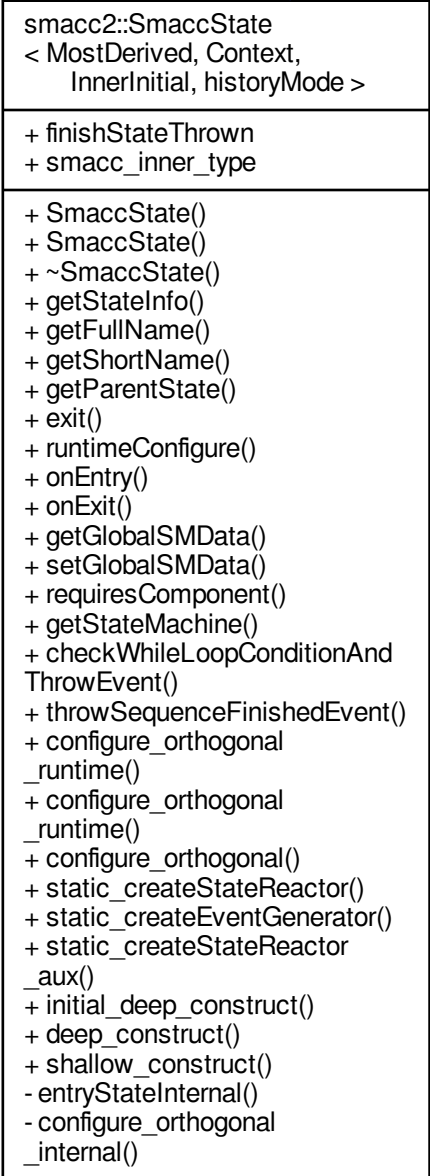 smacc2::SmaccState
< MostDerived, Context,
InnerInitial, historyMode >
+ finishStateThrown
+ smacc_inner_type
+ SmaccState()
+ SmaccState()
+ ~SmaccState()
+ getStateInfo()
+ getFullName()
+ getShortName()
+ getParentState()
+ exit()
+ runtimeConfigure()
+ onEntry()
+ onExit()
+ getGlobalSMData()
+ setGlobalSMData()
+ requiresComponent()
+ getStateMachine()
+ checkWhileLoopConditionAnd
ThrowEvent()
+ throwSequenceFinishedEvent()
+ configure_orthogonal
_runtime()
+ configure_orthogonal
_runtime()
+ configure_orthogonal()
+ static_createStateReactor()
+ static_createEventGenerator()
+ static_createStateReactor
_aux()
+ initial_deep_construct()
+ deep_construct()
+ shallow_construct()
- entryStateInternal()
- configure_orthogonal
_internal()